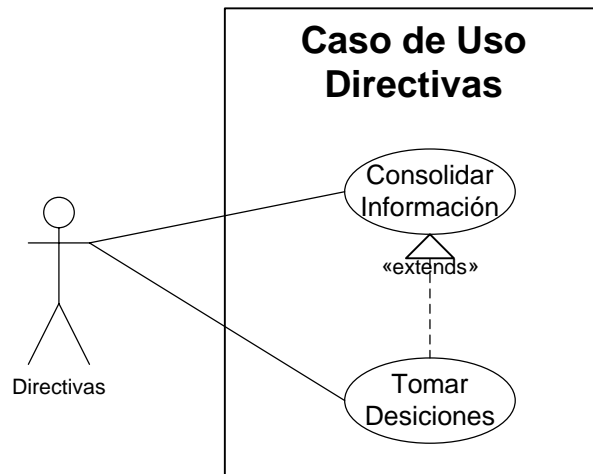 Caso de Uso
Directivas
Consolidar
Información
«extends»
Directivas
Tomar
Desiciones